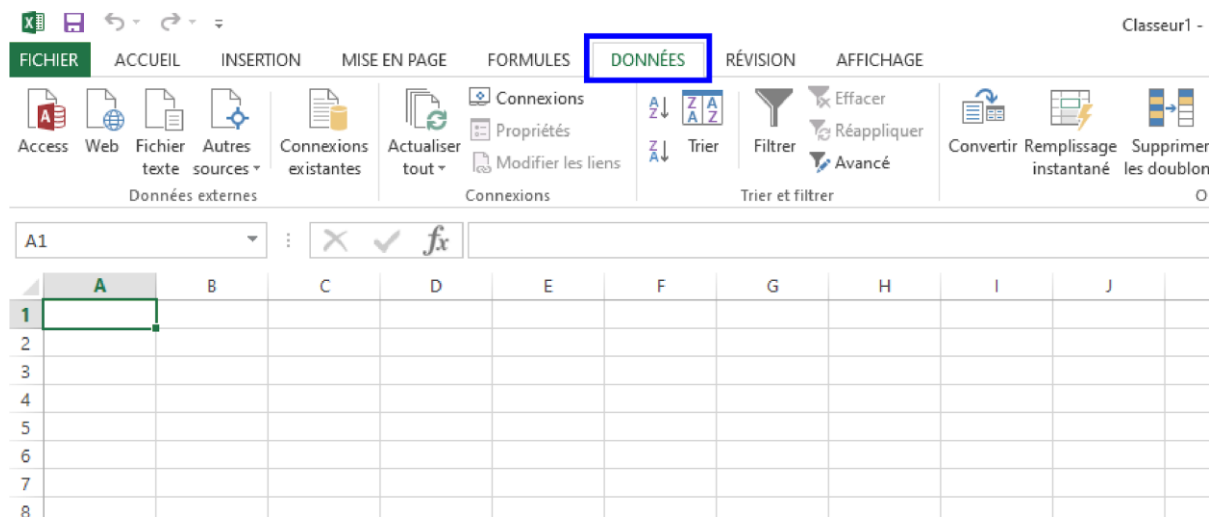 Classeur1 -
FICHIER ACCUEIL INSERTION MISE EN PAGE FORMULES DONNÉES RÉVISION AFFICHAGE
Access Web Fichier texte Autres sources Connexions existantes Actualiser tout Connexions Propriétés Modifier les liens Trier Filtrer Effacer Réappliquer Avancé Convertir Remplissage instantané Supprimer les doublon
Données externes Connexions Trier et filtrer O
A1 fx
A B C D E F G H I J
1
2
3
4
5
6
7
8